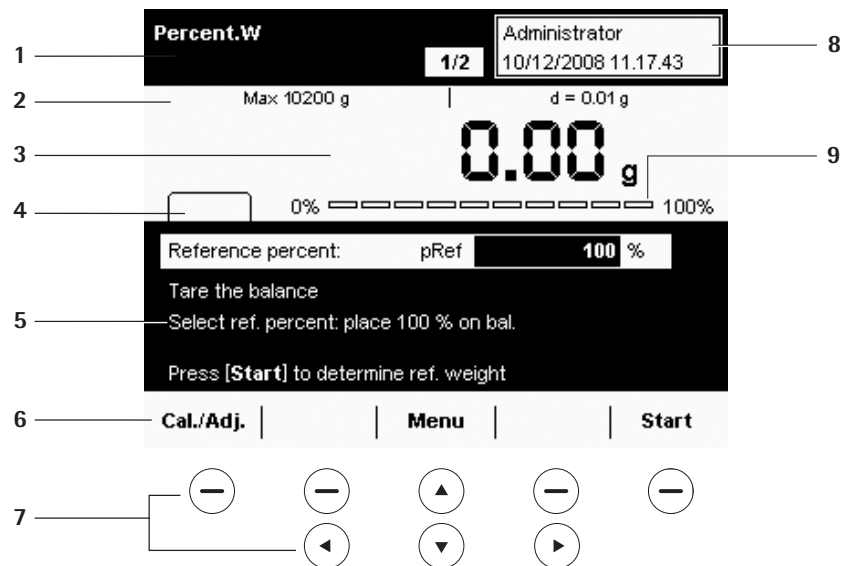 Percent.W
Administrator
1
8
1/2
10/12/2008 11.17.43
2
Max 10200 g
d = 0.01 g
3
0.00 g
9
4
0%
100%
Reference percent: pRef 100 %
Tare the balance
5
Select ref. percent: place 100 % on bal.
Press [Start] to determine ref. weight
6
Cal./Adj. Menu Start
7